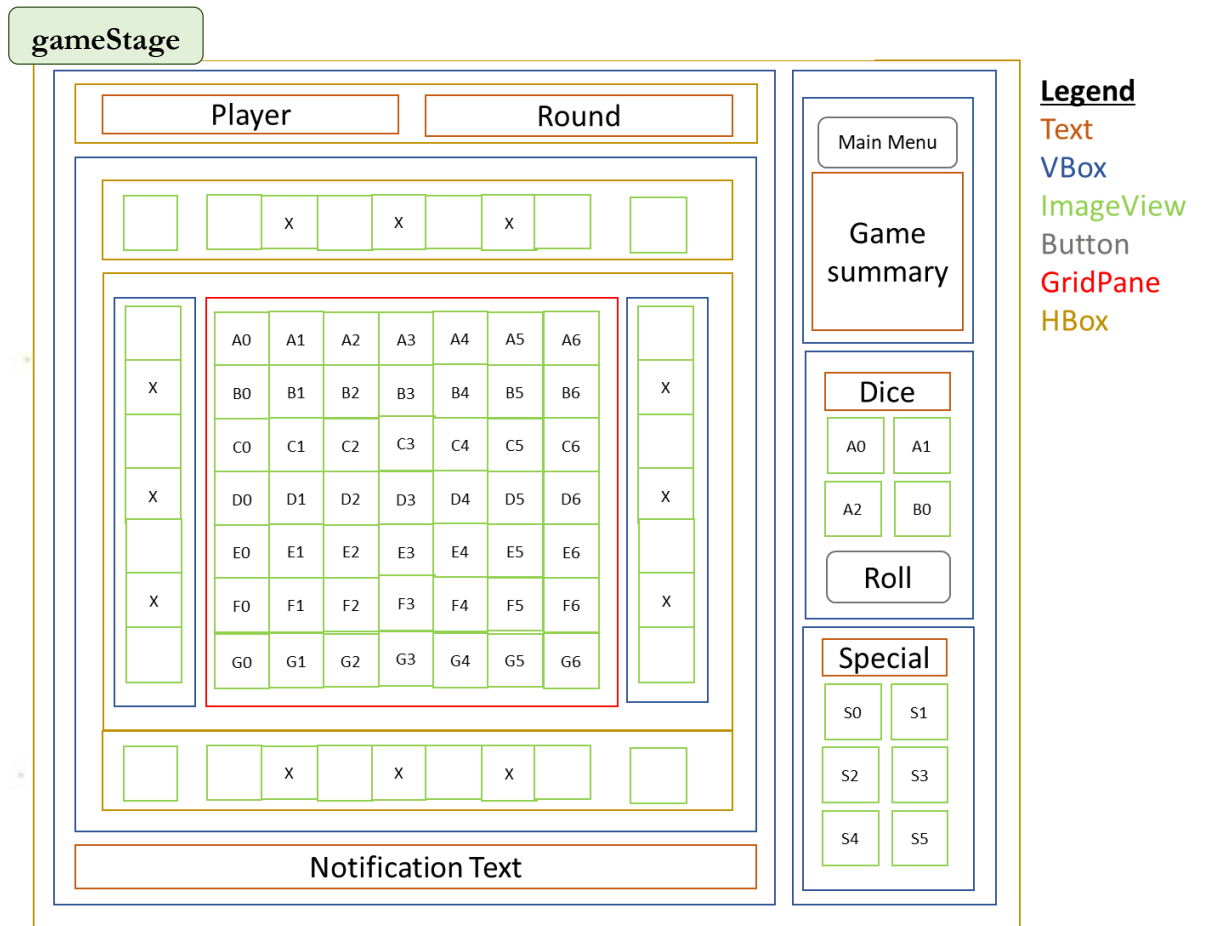 gameStage
Player Round
X X X
X
X
X
A0 A1 A2 A3 A4 A5 A6
B0 B1 B2 B3 B4 B5 B6
C0 C1 C2 C3 C4 C5 C6
D0 D1 D2 D3 D4 D5 D6
E0 E1 E2 E3 E4 E5 E6
F0 F1 F2 F3 F4 F5 F6
G0 G1 G2 G3 G4 G5 G6
X
X
X
X X X
Notification Text
Main Menu
Game
summary
Dice
A0 A1
A2 B0
Roll
Special
S0 S1
S2 S3
S4 S5
Legend
Text
VBox
ImageView
Button
GridPane
HBox